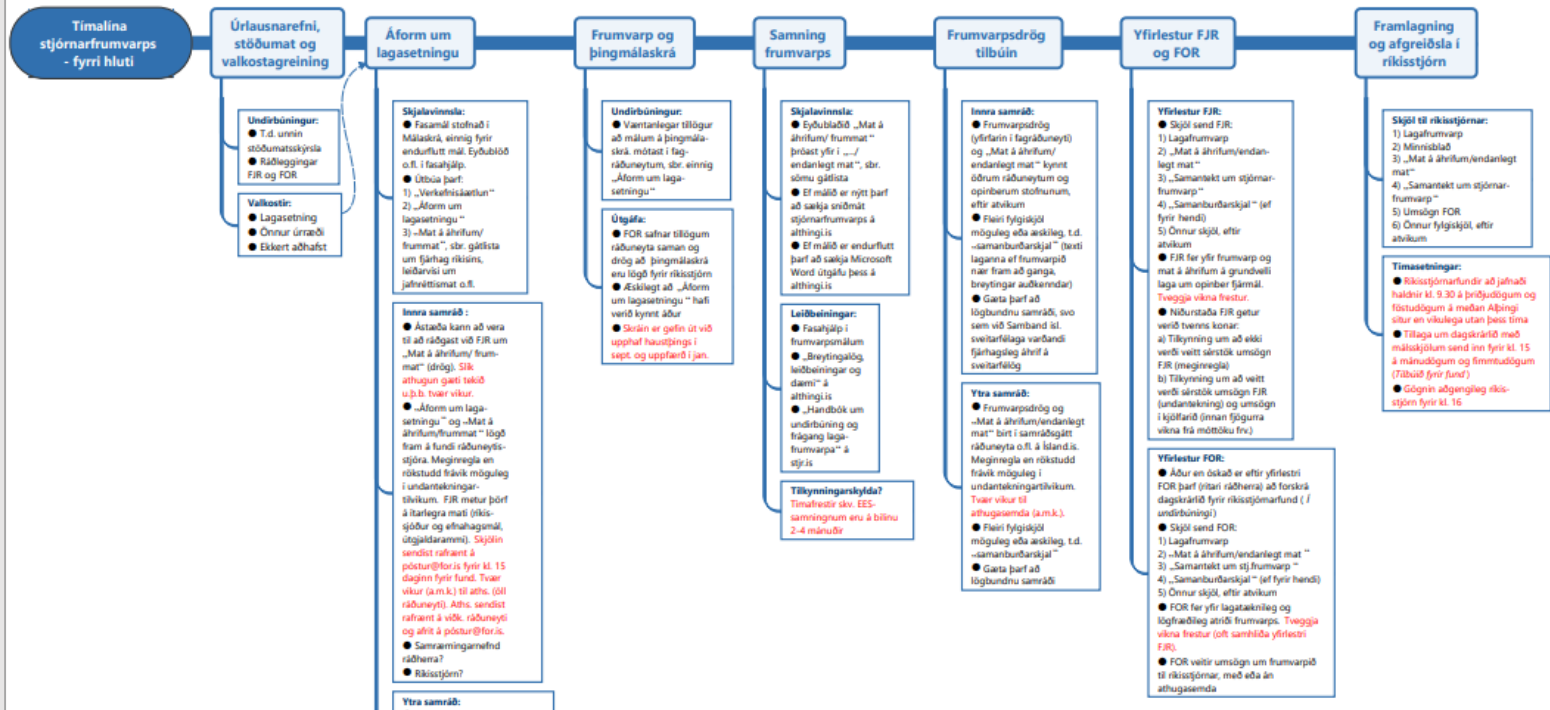 Tímalína
stjórnarfrumvarps
- fyrri hluti
Úrlausnarefni,
stöðumat og
valkostagreining
Undirbúningur:
● T.d. unnin
stöðumatsskýrsla
● Ráðleggingar
FJR og FOR
Valkostir:
● Lagasetning
● Önnur úrræði
● Ekkert aðhafst
Áform um
lagasetningu
Skjalavinnsla:
● Fasamál stofnað í
Málaskrá, einnig fyrir
endurflutt mál. Eyðublöð
o.fl. í fasahjálp.
● Útbúa þarf:
1) „Verkefnisáætlun“
2) „Áform um
lagasetningu “
3) „Mat á áhrifum/
frummat“, sbr. gátlista
um fjárhag ríkisins,
leiðarvísi um
jafnréttismat o.fl.
Innra samráð :
● Ástæða kann að vera
til að ráðgast við FJR um
„Mat á áhrifum/ frum-
mat“ (drög). Slík
athugun gæti tekið
u.þ.b. tvær vikur.
● „Áform um laga-
setningu“ og „Mat á
áhrifum/frummat“ lögð
fram á fundi ráðuneytis-
stjóra. Meginregla en
rökstudd frávik möguleg
í undantekningar-
tilvikum. FJR metur þörf
á ítarlegra mati (ríkis-
sjóður og efnahagsmál,
útgjaldarammi). Skjölin
sendist rafrænt á
póstur@for.is fyrir kl. 15
daginn fyrir fund. Tvær
vikur (a.m.k.) til aths. (öll
ráðuneyti). Aths. sendist
rafrænt á viðk. ráðuneyti
og afrit á póstur@for.is.
● Samræmingarnefnd
ráðherra?
● Ríkisstjórn?
Ytra samráð:
Frumvarp og
þingmálaskrá
Undirbúningur:
● Væntanlegar tillögur
að málum á þingmála-
skrá. mótast í fag-
ráðuneytum, sbr. einnig
„Áform um laga-
setningu“
Útgáfa:
● FOR safnar tillögum
ráðuneyta saman og
drög að þingmálaskrá
eru lögð fyrir ríkisstjórn
● Æskilegt að „Áform
um lagasetningu “ hafi
verið kynnt áður
● Skráin er gefin út við
upphaf haustþings í
sept. og uppfærð í jan.
Samning
frumvarps
Skjalavinnsla:
● Eyðublaðið „Mat á
áhrifum/ frummat “
þróast yfir í „.../
endanlegt mat“, sbr.
sömu gátlista
● Ef málið er nýtt þarf
að sækja sniðmát
stjórnarfrumvarps á
althingi.is
● Ef málið er endurflutt
þarf að sækja Microsoft
Word útgáfu þess á
althingi.is
Leiðbeiningar:
● Fasahjálp í
frumvarpsmálum
● „Breytingalög,
leiðbeiningar og
dæmi“ á
althingi.is
● „Handbók um
undirbúning og
frágang laga-
frumvarpa“ á
stjr.is
Tilkynningarskylda?
Tímafrestir skv. EES-
samningnum eru á bilinu
2-4 mánuðir
Frumvarpsdrög
tilbúin
Innra samráð:
● Frumvarpsdrög
(yfirfarin í fagráðuneyti)
og „Mat á áhrifum/
endanlegt mat“ kynnt
öðrum ráðuneytum og
opinberum stofnunum,
eftir atvikum
● Fleiri fylgiskjöl
möguleg eða æskileg, t.d.
„samanburðarskjal“ (texti
laganna ef frumvarpið
nær fram að ganga,
breytingar auðkenndar)
● Gæta þarf að
lögbundnu samráði, svo
sem við Samband ísl.
sveitarfélaga varðandi
fjárhagsleg áhrif á
sveitarfélög
Ytra samráð:
● Frumvarpsdrög og
„Mat á áhrifum/endanlegt
mat“ birt í samráðsgátt
ráðuneyta o.fl. á Ísland.is.
Meginregla en rökstudd
frávik möguleg í
undantekningartilvikum.
Tvær vikur til
athugasemda (a.m.k.).
● Fleiri fylgiskjöl
möguleg eða æskileg, t.d.
„samanburðarskjal“
● Gæta þarf að
lögbundnu samráði
Yfirlestur FJR
og FOR
Yfirlestur FJR:
● Skjöl send FJR:
1) Lagafrumvarp
2) „Mat á áhrifum/endan-
legt mat“
3) „Samantekt um stjórnar-
frumvarp“
4) „Samanburðarskjal“ (ef
fyrir hendi)
5) Önnur skjöl, eftir
atvikum
● FJR fer yfir frumvarp og
mat á áhrifum á grundvelli
laga um opinber fjármál.
Tveggja vikna frestur.
● Niðurstaða FJR getur
verið tvenns konar:
a) Tilkynning um að ekki
verði veitt sérstök umsögn
FJR (meginregla)
b) Tilkynning um að veitt
verði sérstök umsögn FJR
(undantekning) og umsögn
í kjölfarið (innan fjögurra
vikna frá móttöku frv.)
Yfirlestur FOR:
● Áður en óskað er eftir yfirlestri
FOR þarf (ritari ráðherra) að forskrá
dagskrárlið fyrir ríkisstjórnarfund ( Í
undirbúningi)
● Skjöl send FOR:
1) Lagafrumvarp
2) „Mat á áhrifum/endanlegt mat “
3) „Samantekt um stj.frumvarp “
4) „Samanburðarskjal“ (ef fyrir hendi)
5) Önnur skjöl, eftir atvikum
● FOR fer yfir lagatæknileg og
lögfræðileg atriði frumvarps. Tveggja
vikna frestur (oft samhliða yfirlestri
FJR).
● FOR veitir umsögn um frumvarpið
til ríkisstjórnar, með eða án
athugasemda
Framlagning
og afgreiðsla í
ríkisstjórn
Skjöl til ríkisstjórnar:
1) Lagafrumvarp
2) Minnisblað
3) „Mat á áhrifum/endanlegt
mat“
4) „Samantekt um stjórnar-
frumvarp“
5) Umsögn FOR
6) Önnur fylgiskjöl, eftir
atvikum
Tímasetningar:
● Ríkisstjórnarfundir að jafnaði
haldnir kl. 9.30 á þriðjudögum og
föstudögum á meðan Alþingi
situr en vikulega utan þess tíma
● Tillaga um dagskrárlið með
málsskjölum send inn fyrir kl. 15
á mánudögum og fimmtudögum
(Tilbúið fyrir fund)
● Gögnin aðgengileg ríkis-
stjórn fyrir kl. 16